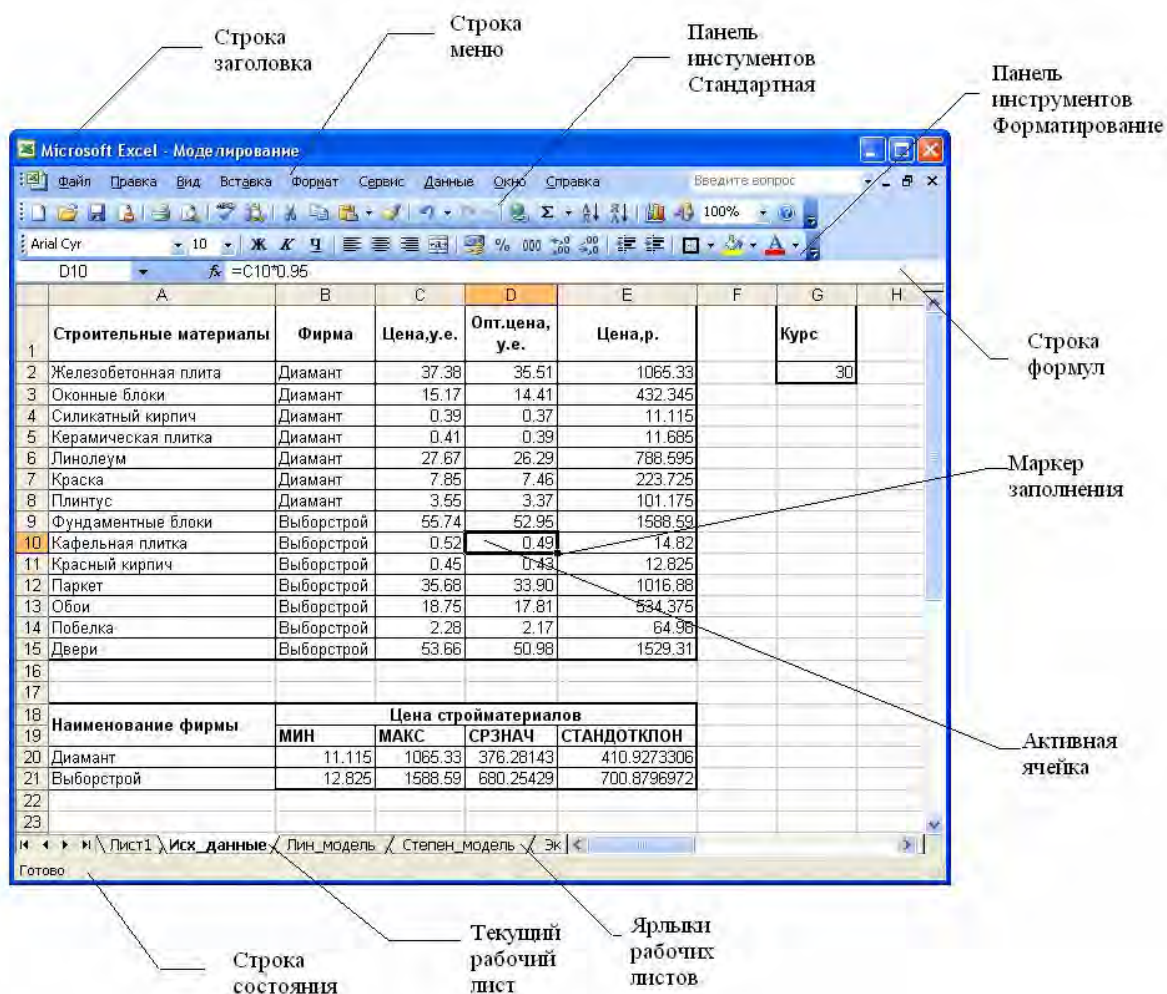 Строка
заголовка
Строка
меню
Панель
инстументов
Стандартная
Панель
инструментов
Форматирование
Microsoft Excel - Моделирование
Файл Правка Вид Вставка Формат Сервис Данные Окно Справка Введите вопрос
100%
Arial Cyr 10 Ж К Ч % 000
D10 fx =C10*0.95
A B C D E F G H
1 Строительные материалы Фирма Цена,у.е. Опт.цена, у.е. Цена,р. Курс
2 Железобетонная плита Диамант 37.38 35.51 1065.33 30
3 Оконные блоки Диамант 15.17 14.41 432.345
4 Силикатный кирпич Диамант 0.39 0.37 11.115
5 Керамическая плитка Диамант 0.41 0.39 11.685
6 Линолеум Диамант 27.67 26.29 788.595
7 Краска Диамант 7.85 7.46 223.725
8 Плинтус Диамант 3.55 3.37 101.175
9 Фундаментные блоки Выборстрой 55.74 52.95 1588.59
10 Кафельная плитка Выборстрой 0.52 0.49 14.82
11 Красный кирпич Выборстрой 0.45 0.43 12.825
12 Паркет Выборстрой 35.68 33.90 1016.88
13 Обои Выборстрой 18.75 17.81 534.375
14 Побелка Выборстрой 2.28 2.17 64.98
15 Двери Выборстрой 53.66 50.98 1529.31
16
17
18 Наименование фирмы Цена стройматериалов
19 МИН МАКС СРЗНАЧ СТАНДОТКЛОН
20 Диамант 11.115 1065.33 376.28143 410.9273306
21 Выборстрой 12.825 1588.59 680.25429 700.8796972
22
23
Лист1 Исх_данные Лин_модель Степен_модель Эк
Готово
Строка
формул
Маркер
заполнения
Активная
ячейка
Строка
состояния
Текущий
рабочий
лист
Ярлыки
рабочих
листов